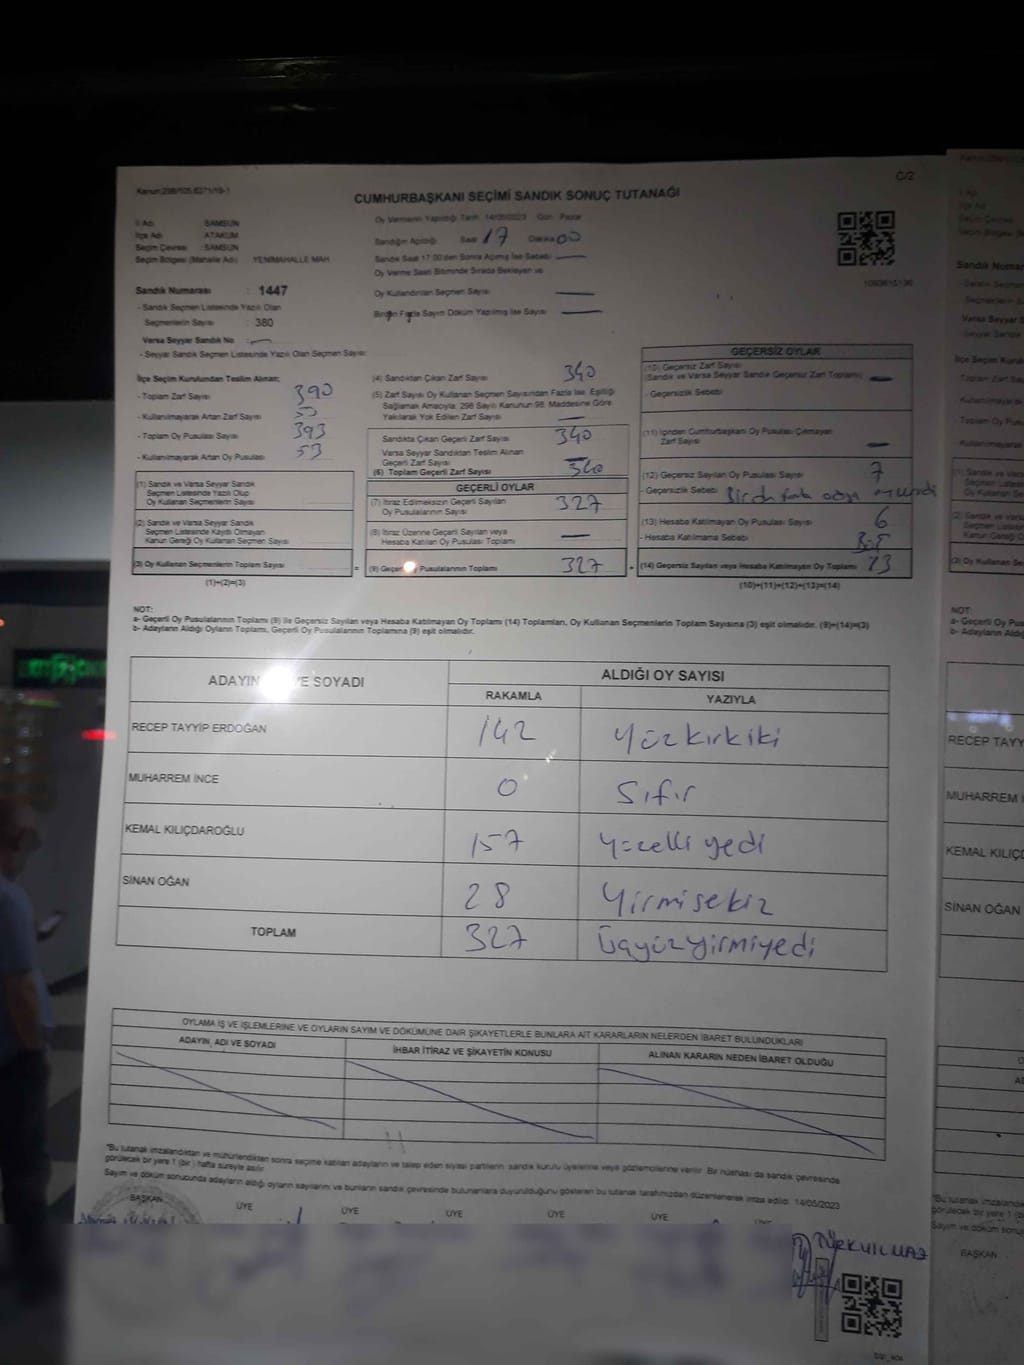 Kanun:298/105,6271/19-1
C/2
CUMHURBAŞKANI SEÇİMİ SANDIK SONUÇ TUTANAĞI
İl Adı : SAMSUN
İlçe Adı : ATAKUM
Seçim Çevresi : SAMSUN
Seçim Bölgesi (Mahalle Adı) : YENİMAHALLE MAH.
Oy Vermenin Yapıldığı Tarih: 14/05/2023 Gün: Pazar
Sandığın Açıldığı Saat 17 Dakika 00
Sandık Saat 17:00'den Sonra Açılmış İse Sebebi
Oy Verme Saati Bitiminde Sırada Bekleyen ve
Oy Kullandırılan Seçmen Sayısı
Birden Fazla Sayım Döküm Yapılmış İse Sayısı
Sandık Numarası : 1447
- Sandık Seçmen Listesinde Yazılı Olan
Seçmenlerin Sayısı : 380
Varsa Seyyar Sandık No :
- Seyyar Sandık Seçmen Listesinde Yazılı Olan Seçmen Sayısı:
İlçe Seçim Kurulundan Teslim Alınan;
- Toplam Zarf Sayısı : 390
- Kullanılmayarak Artan Zarf Sayısı : 50
- Toplam Oy Pusulası Sayısı : 393
- Kullanılmayarak Artan Oy Pusulası : 53
(1) Sandık ve Varsa Seyyar Sandık
Seçmen Listesinde Yazılı Olup
Oy Kullanan Seçmenlerin Sayısı
(2) Sandık ve Varsa Seyyar Sandık
Seçmen Listesinde Kaydı Olmayan
Kanun Gereği Oy Kullanan Seçmen Sayısı
(3) Oy Kullanan Seçmenlerin Toplam Sayısı
(1)+(2)=(3)
(4) Sandıktan Çıkan Zarf Sayısı 340
(5) Zarf Sayısı Oy Kullanan Seçmen Sayısından Fazla İse, Eşitliği
Sağlamak Amacıyla; 298 Sayılı Kanunun 98. Maddesine Göre
Yakılarak Yok Edilen Zarf Sayısı
Sandıkta Çıkan Geçerli Zarf Sayısı 340
Varsa Seyyar Sandıktan Teslim Alınan
Geçerli Zarf Sayısı
(6) Toplam Geçerli Zarf Sayısı 340
GEÇERLİ OYLAR
(7) İtiraz Edilmeksizin Geçerli Sayılan
Oy Pusulalarının Sayısı 327
(8) İtiraz Üzerine Geçerli Sayılan veya
Hesaba Katılan Oy Pusulası Toplamı
(9) Geçerli Oy Pusulalarının Toplamı 327
GEÇERSİZ OYLAR
(10) Geçersiz Zarf Sayısı
(Sandık ve Varsa Seyyar Sandık Geçersiz Zarf Toplamı)
- Geçersizlik Sebebi
(11) İçinden Cumhurbaşkanı Oy Pusulası Çıkmayan
Zarf Sayısı
(12) Geçersiz Sayılan Oy Pusulası Sayısı 7
- Geçersizlik Sebebi
(13) Hesaba Katılmayan Oy Pusulası Sayısı 6
- Hesaba Katılmama Sebebi
(14) Geçersiz Sayılan veya Hesaba Katılmayan Oy Toplamı 13
(10)+(11)+(12)+(13)=(14)
NOT:
a- Geçerli Oy Pusulalarının Toplamı (9) ile Geçersiz Sayılan veya Hesaba Katılmayan Oy Toplamı (14) Toplamları, Oy Kullanan Seçmenlerin Toplam Sayısına (3) eşit olmalıdır. (9)+(14)=(3)
b- Adayların Aldığı Oyların Toplamı, Geçerli Oy Pusulalarının Toplamına (9) eşit olmalıdır.
ADAYIN VE SOYADI
ALDIĞI OY SAYISI
RAKAMLA YAZIYLA
RECEP TAYYİP ERDOĞAN 142 Yüzkırkiki
MUHARREM İNCE 0 Sıfır
KEMAL KILIÇDAROĞLU 157 Yüzelli yedi
SİNAN OĞAN 28 Yirmisekiz
TOPLAM 327 Üçyüzyirmiyedi
OYLAMA İŞ VE İŞLEMLERİNE VE OYLARIN SAYIM VE DÖKÜMÜNE DAİR ŞİKAYETLERLE BUNLARA AİT KARARLARIN NELERDEN İBARET BULUNDUKLARI
ADAYIN, ADI VE SOYADI İHBAR İTİRAZ VE ŞİKAYETİN KONUSU ALINAN KARARIN NEDEN İBARET OLDUĞU
"Bu tutanak imzalandıktan ve mühürlendikten sonra seçime katılan adayların ve talep eden siyasi partilerin sandık kurulu üyelerine veya gözlemcilerine verilir. Bir nüshası da sandık çevresinde
görülecek bir yere 1 (bir) hafta süreyle asılır.
Sayım ve döküm sonucunda adayların aldığı oyların sayılarını ve bunların sandık çevresinde bulunanlara duyurulduğunu gösteren bu tutanak tarafımızdan düzenlenerek imza edildi. 14/05/2023
BAŞKAN ÜYE ÜYE ÜYE ÜYE ÜYE